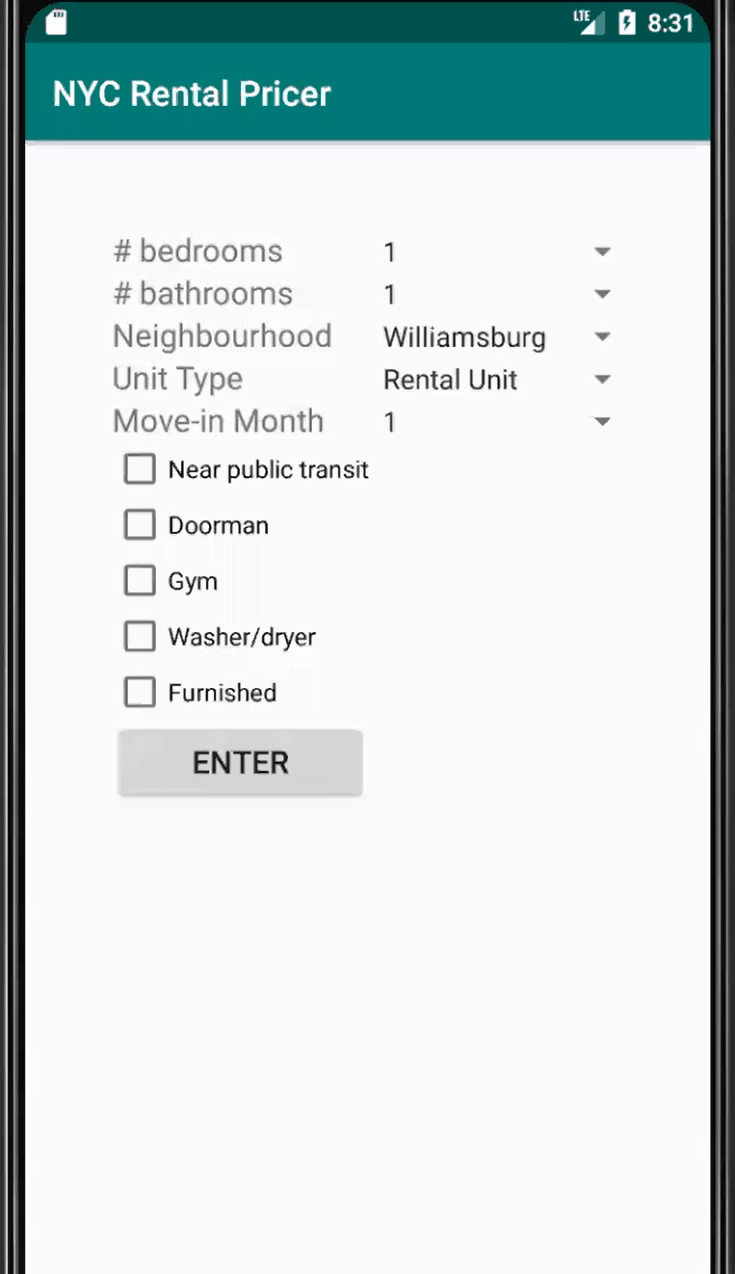 LTE 8:31
NYC Rental Pricer
# bedrooms 1
# bathrooms 1
Neighbourhood Williamsburg
Unit Type Rental Unit
Move-in Month 1
Near public transit
Doorman
Gym
Washer/dryer
Furnished
ENTER